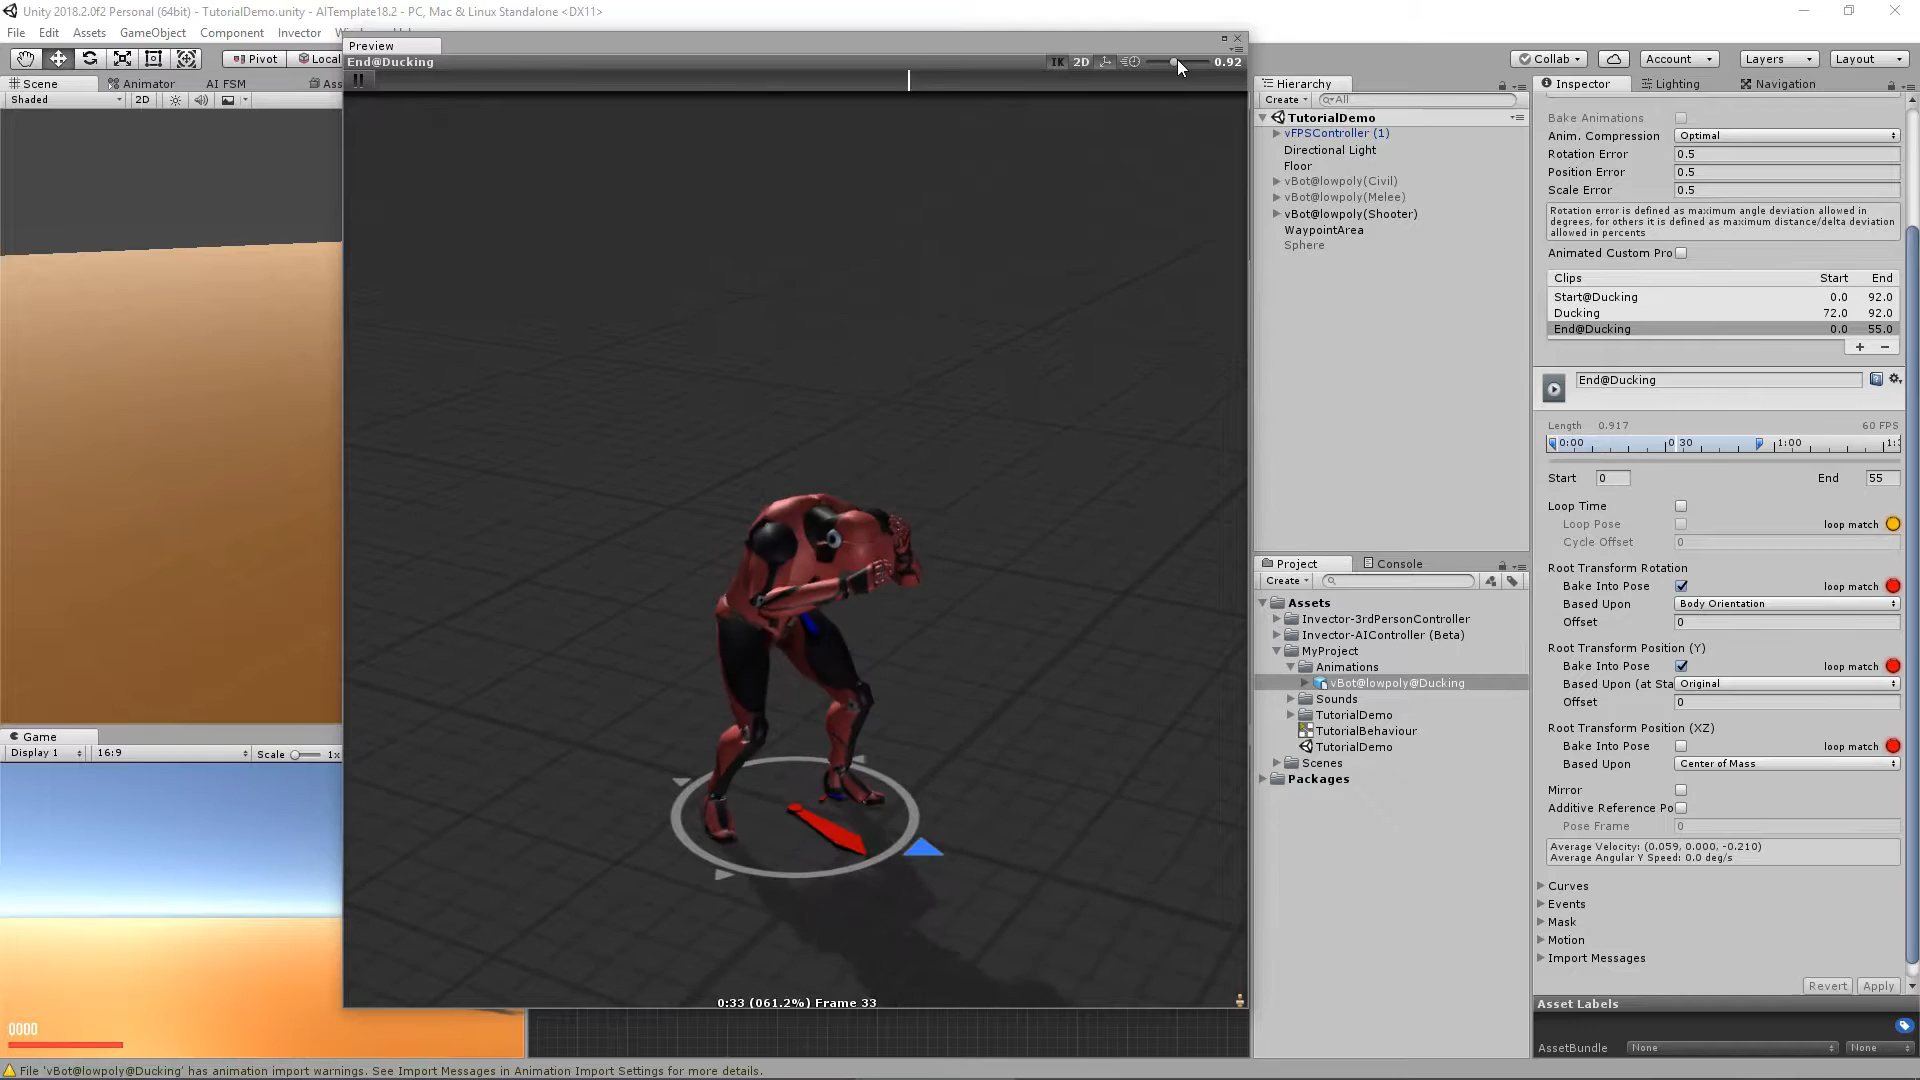 Unity 2018.2.0f2 Personal (64bit) - TutorialDemo.unity - AITemplate18.2 - PC, Mac & Linux Standalone <DX11>
File Edit Assets GameObject Component Invector
Pivot Local
Collab Account Layers Layout
Scene Animator AI FSM
Shaded 2D
Preview
End@Ducking IK 2D 0.92
0:33 (061.2%) Frame 33
Game
Display 1 16:9 Scale 1x
0000
Hierarchy
Create All
TutorialDemo
vFPSController (1)
Directional Light
Floor
vBot@lowpoly(Civil)
vBot@lowpoly(Melee)
vBot@lowpoly(Shooter)
WaypointArea
Sphere
Project Console
Create
Assets
Invector-3rdPersonController
Invector-AIController (Beta)
MyProject
Animations
vBot@lowpoly@Ducking
Sounds
TutorialDemo
TutorialBehaviour
TutorialDemo
Scenes
Packages
Inspector Lighting Navigation
Bake Animations
Anim. Compression Optimal
Rotation Error 0.5
Position Error 0.5
Scale Error 0.5
Rotation error is defined as maximum angle deviation allowed in
degrees, for others it is defined as maximum distance/delta deviation
allowed in percents
Animated Custom Pro
Clips Start End
Start@Ducking 0.0 92.0
Ducking 72.0 92.0
End@Ducking 0.0 55.0
+ −
End@Ducking
Length 0.917 60 FPS
0:00 0:30 1:00
Start 0 End 55
Loop Time
Loop Pose loop match
Cycle Offset 0
Root Transform Rotation
Bake Into Pose loop match
Based Upon Body Orientation
Offset 0
Root Transform Position (Y)
Bake Into Pose loop match
Based Upon (at Sta Original
Offset 0
Root Transform Position (XZ)
Bake Into Pose loop match
Based Upon Center of Mass
Mirror
Additive Reference Po
Pose Frame 0
Average Velocity: (0.059, 0.000, -0.210)
Average Angular Y Speed: 0.0 deg/s
Curves
Events
Mask
Motion
Import Messages
Revert Apply
Asset Labels
AssetBundle None None
File 'vBot@lowpoly@Ducking' has animation import warnings. See Import Messages in Animation Import Settings for more details.